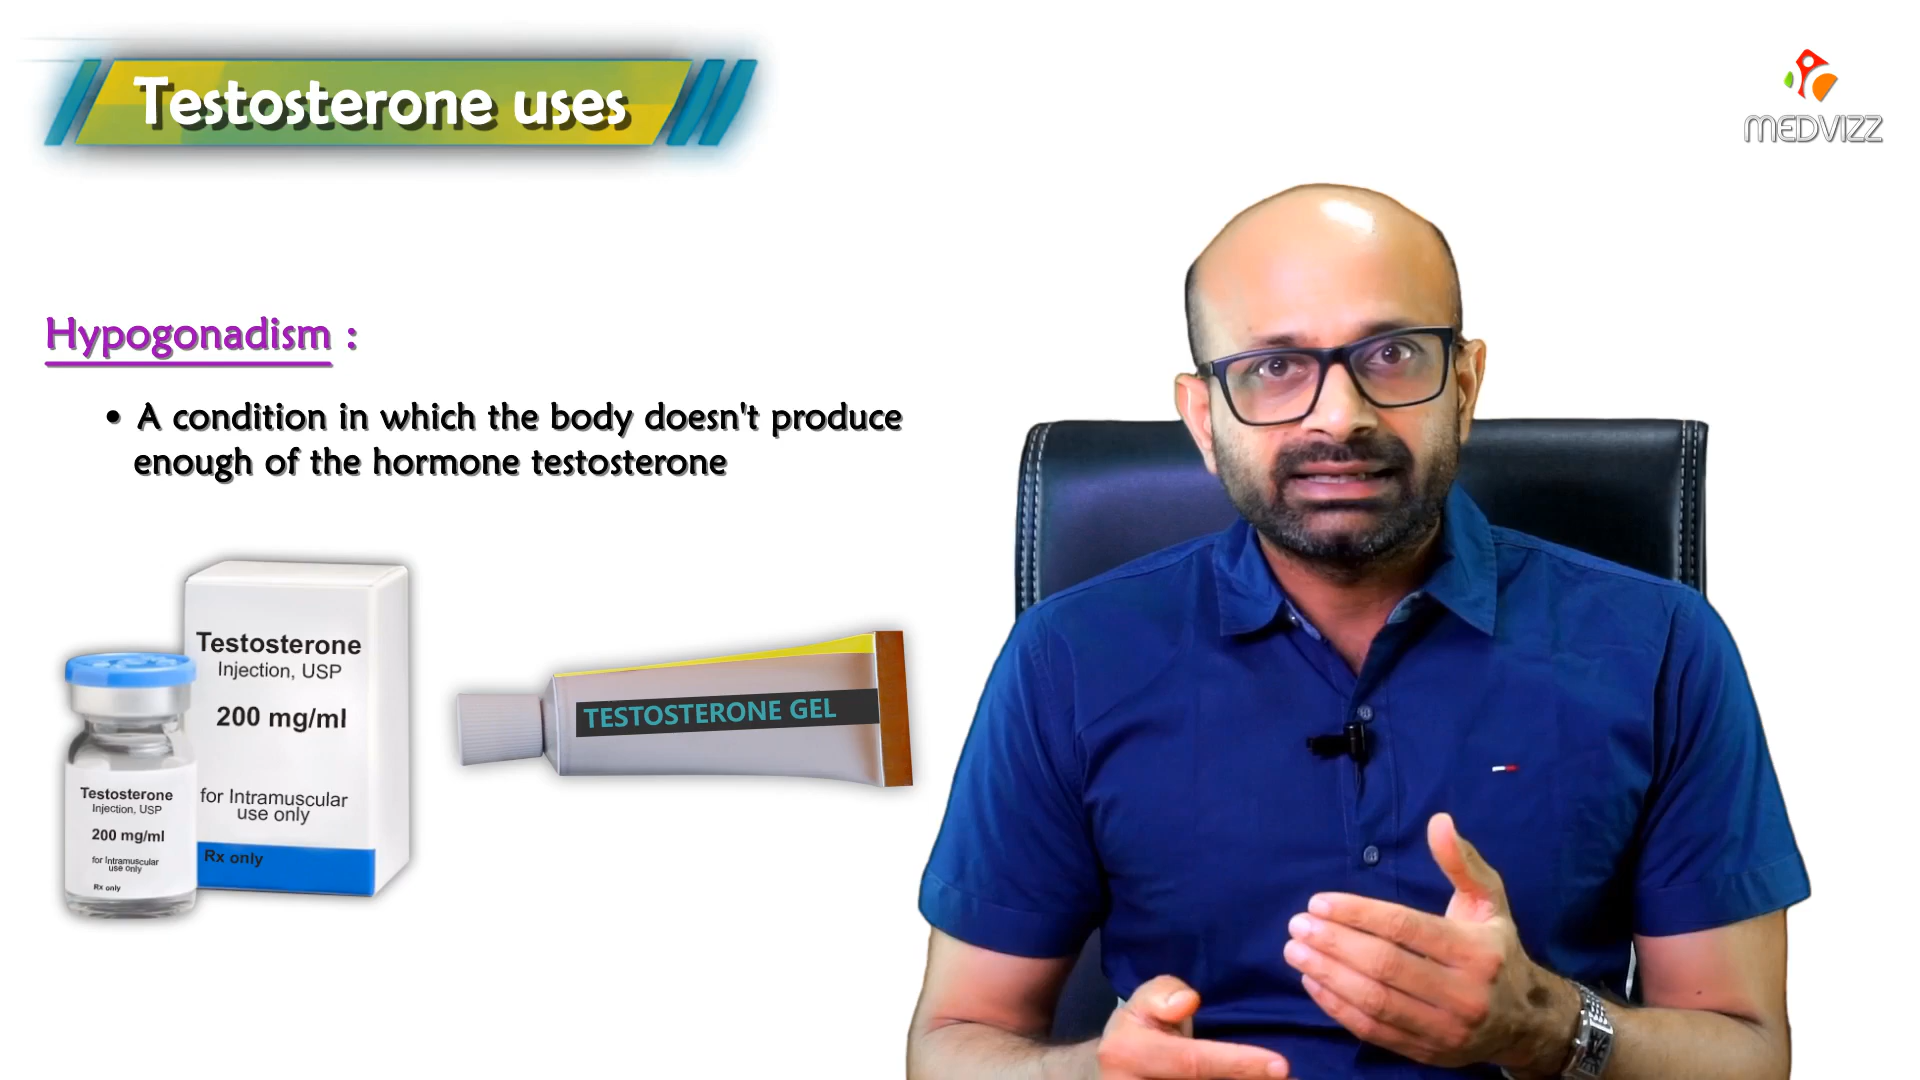 Testosterone uses
MEDVIZZ
Hypogonadism :
• A condition in which the body doesn't produce
enough of the hormone testosterone
Testosterone
Injection, USP
200 mg/ml
for Intramuscular
use only
Rx only
Testosterone
Injection, USP
200 mg/ml
for Intramuscular
use only
Rx only
TESTOSTERONE GEL